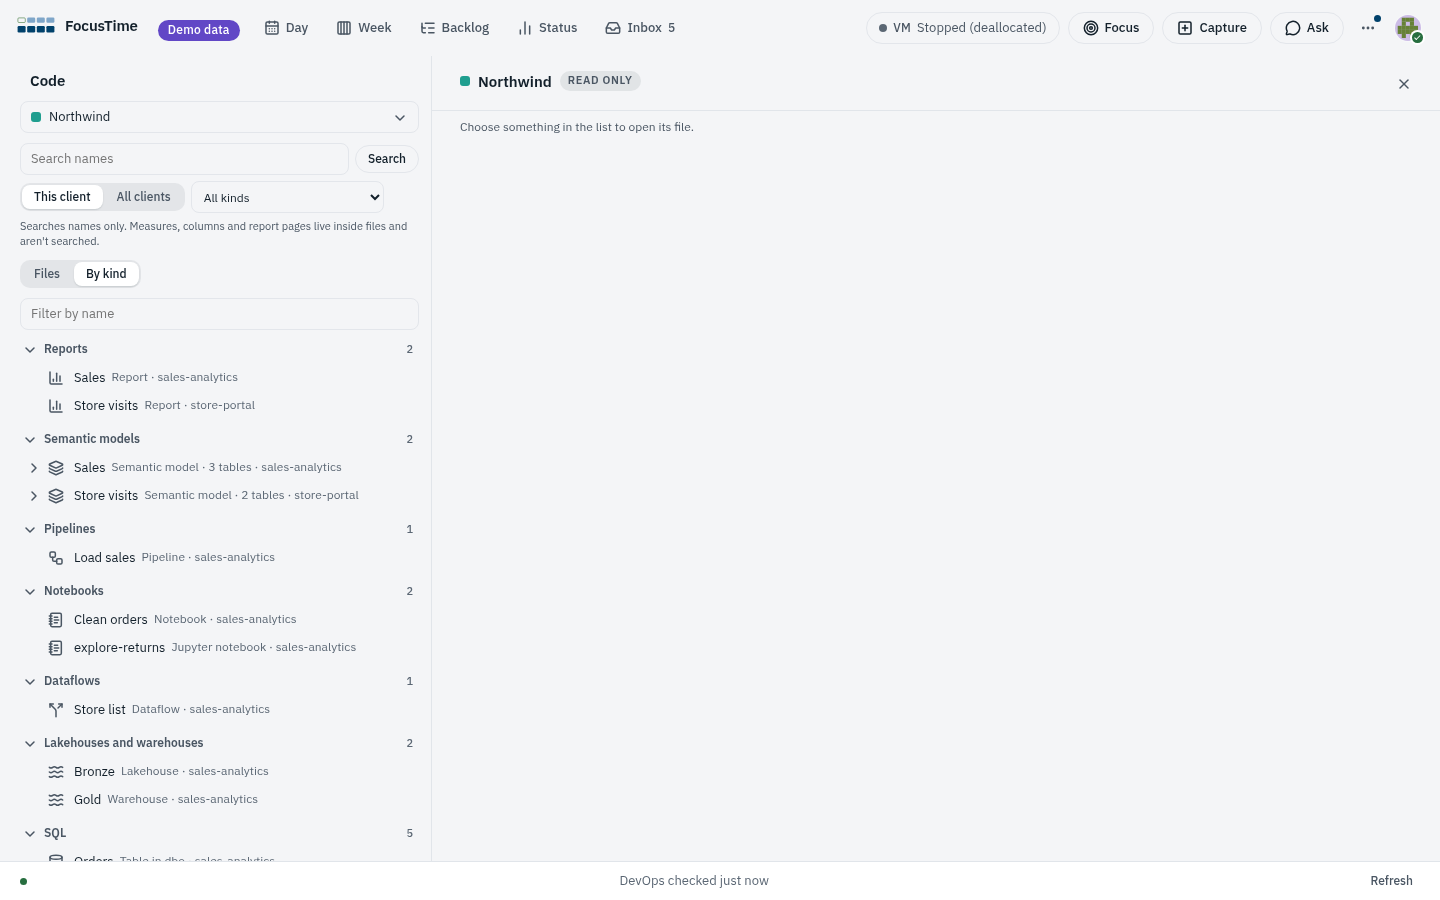 FocusTime
Demo data
Day
Week
Backlog
Status
Inbox 5
VM Stopped (deallocated)
Focus
Capture
Ask
Code
Northwind
Search names
Search
This client
All clients
All kinds
Searches names only. Measures, columns and report pages live inside files and
aren't searched.
Files
By kind
Filter by name
Reports 2
Sales Report · sales-analytics
Store visits Report · store-portal
Semantic models 2
Sales Semantic model · 3 tables · sales-analytics
Store visits Semantic model · 2 tables · store-portal
Pipelines 1
Load sales Pipeline · sales-analytics
Notebooks 2
Clean orders Notebook · sales-analytics
explore-returns Jupyter notebook · sales-analytics
Dataflows 1
Store list Dataflow · sales-analytics
Lakehouses and warehouses 2
Bronze Lakehouse · sales-analytics
Gold Warehouse · sales-analytics
SQL 5
Orders Table in dbo · sales-analytics
Northwind READ ONLY
Choose something in the list to open its file.
DevOps checked just now
Refresh